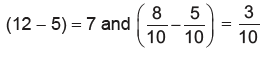 (12 – 5) = 7 and (8/10 – 5/10) = 3/10